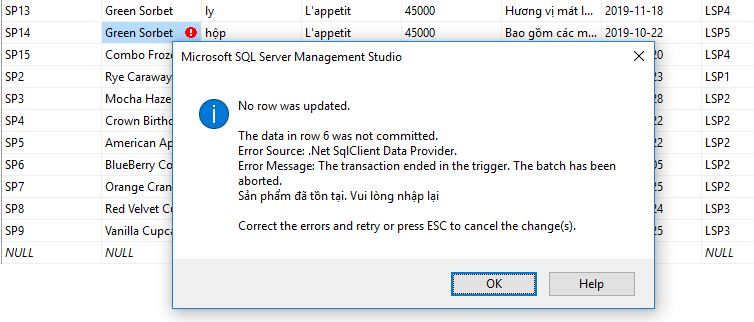 SP13 Green Sorbet ly L'appetit 45000 Hương vị mát l... 2019-11-18 LSP4
SP14 Green Sorbet hộp L'appetit 45000 Bao gồm các m... 2019-10-22 LSP5
SP15 Combo Froze 28 LSP4
SP2 Rye Caraway LSP1
SP3 Mocha Haze 28 LSP2
SP4 Crown Birtho 20 LSP2
SP5 American Ap LSP2
SP6 BlueBerry Co 05 LSP2
SP7 Orange Cran 25 LSP2
SP8 Red Velvet Cu 24 LSP3
SP9 Vanilla Cupca 25 LSP3
NULL NULL NULL
Microsoft SQL Server Management Studio
No row was updated.
The data in row 6 was not committed.
Error Source: .Net SqlClient Data Provider.
Error Message: The transaction ended in the trigger. The batch has been
aborted.
Sản phẩm đã tồn tại. Vui lòng nhập lại
Correct the errors and retry or press ESC to cancel the change(s).
OK Help